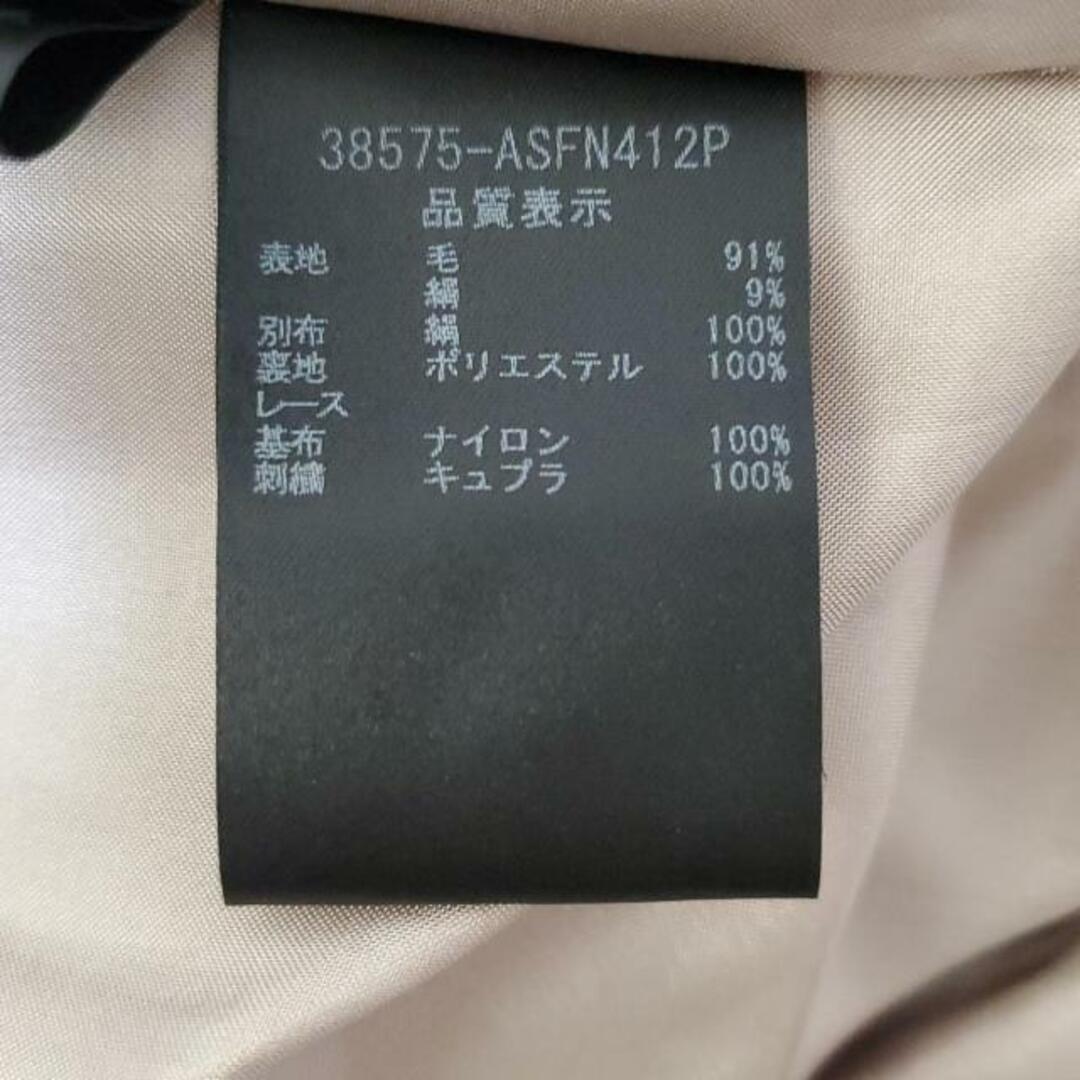 38575-ASFN412P
品質表示
表地 毛 91%
絹 9%
別布 絹 100%
裏地 ポリエステル 100%
レース
基布 ナイロン 100%
刺繍 キュプラ 100%